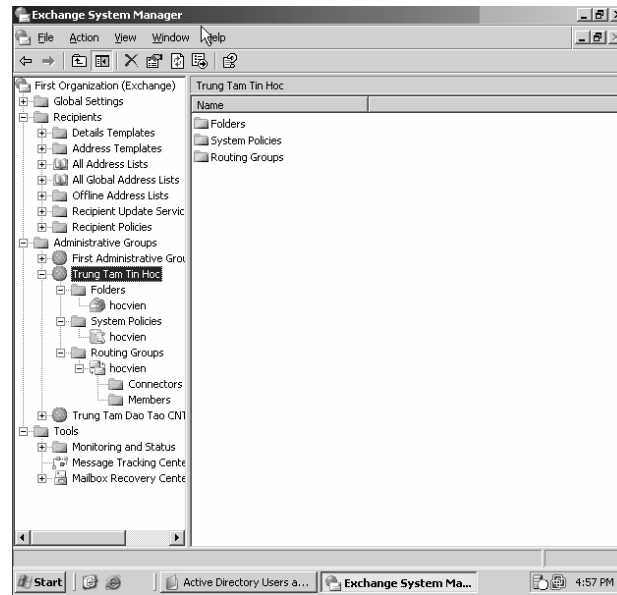 Exchange System Manager
File Action View Window Help
First Organization (Exchange)
Global Settings
Recipients
Details Templates
Address Templates
All Address Lists
All Global Address Lists
Offline Address Lists
Recipient Update Servic
Recipient Policies
Administrative Groups
First Administrative Grou
Trung Tam Tin Hoc
Folders
hocvien
System Policies
hocvien
Routing Groups
hocvien
Connectors
Members
Trung Tam Dao Tao CNT
Tools
Monitoring and Status
Message Tracking Cente
Mailbox Recovery Cente
Trung Tam Tin Hoc
Name
Folders
System Policies
Routing Groups
Start
Active Directory Users a...
Exchange System Ma...
4:57 PM